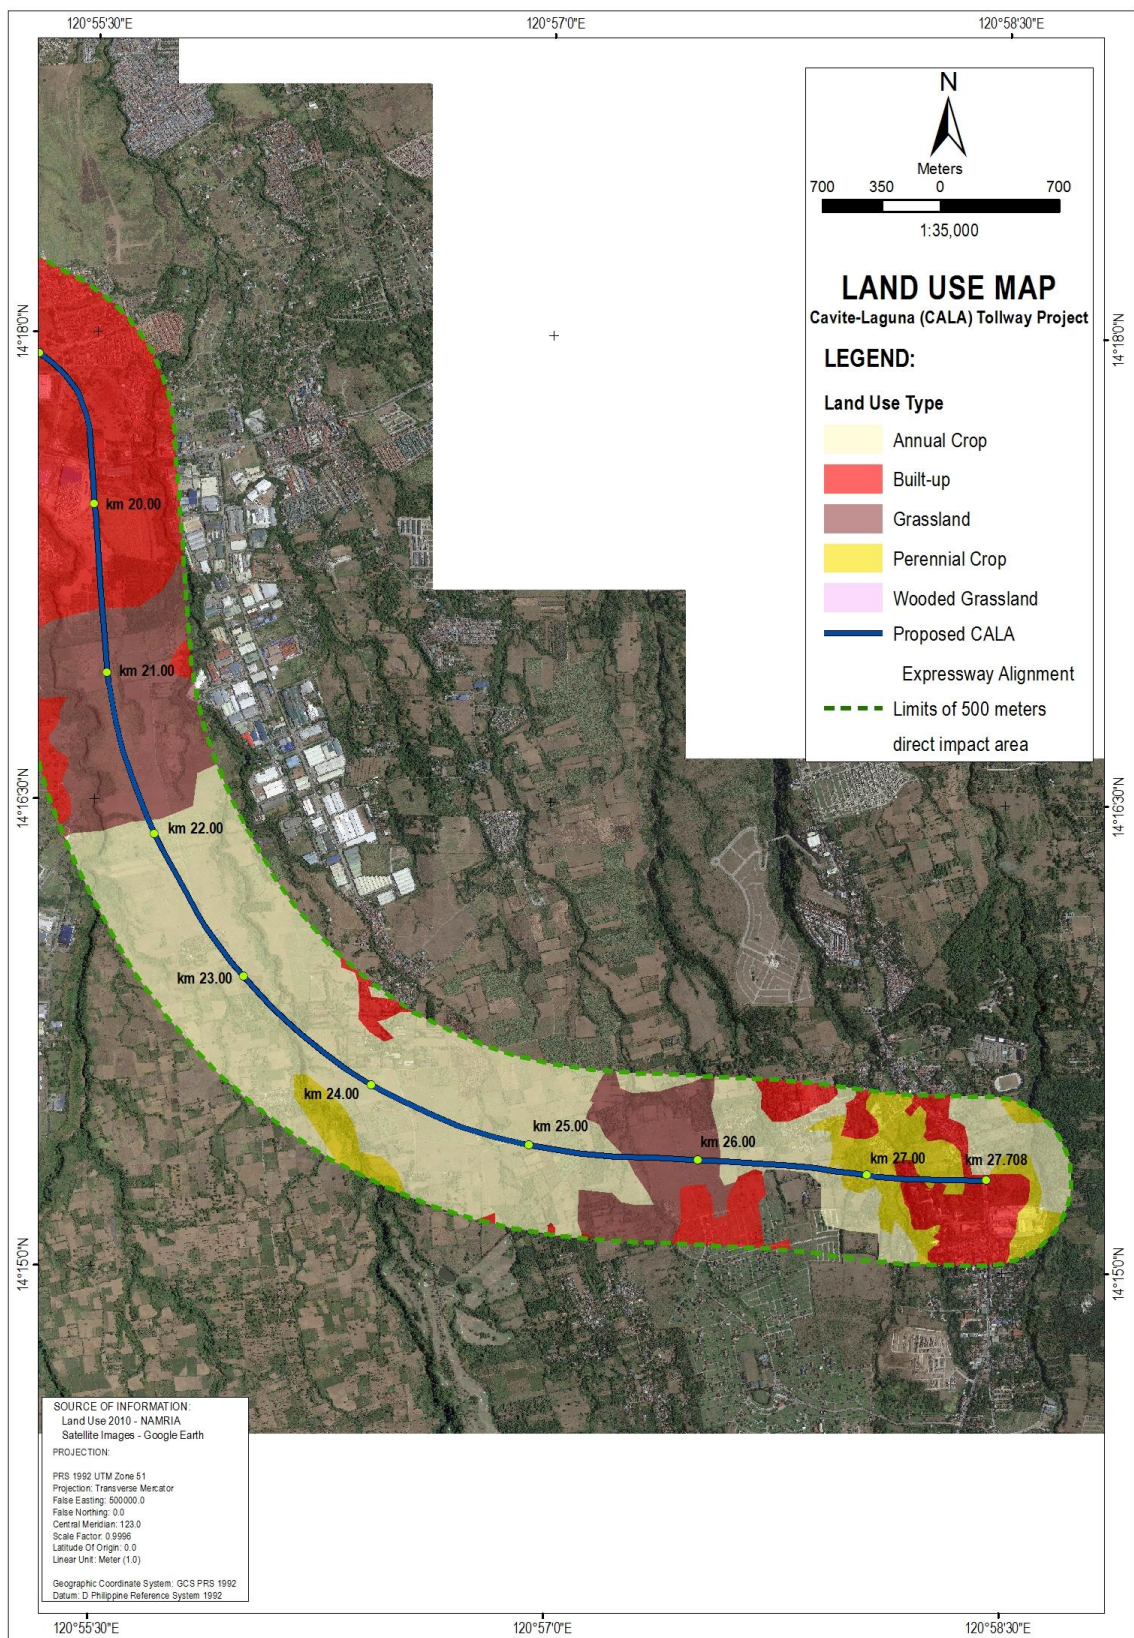 120°55'30"E 120°57'0"E 120°58'30"E
N
Meters
700 350 0 700
1:35,000
LAND USE MAP
Cavite-Laguna (CALA) Tollway Project
LEGEND:
Land Use Type
Annual Crop
Built-up
Grassland
Perennial Crop
Wooded Grassland
Proposed CALA
Expressway Alignment
Limits of 500 meters
direct impact area
14°18'0"N
14°18'0"N
km 20.00
km 21.00
14°16'30"N
14°16'30"N
km 22.00
km 23.00
km 24.00
km 25.00
km 26.00
km 27.00
km 27.708
14°15'0"N
14°15'0"N
SOURCE OF INFORMATION:
Land Use 2010 - NAMRIA
Satellite Images - Google Earth
PROJECTION:
PRS 1992 UTM Zone 51
Projection: Transverse Mercator
False Easting: 500000.0
False Northing: 0.0
Central Meridian: 123.0
Scale Factor: 0.9996
Latitude Of Origin: 0.0
Linear Unit: Meter (1.0)
Geographic Coordinate System: GCS PRS 1992
Datum: D Philippine Reference System 1992
120°55'30"E 120°57'0"E 120°58'30"E